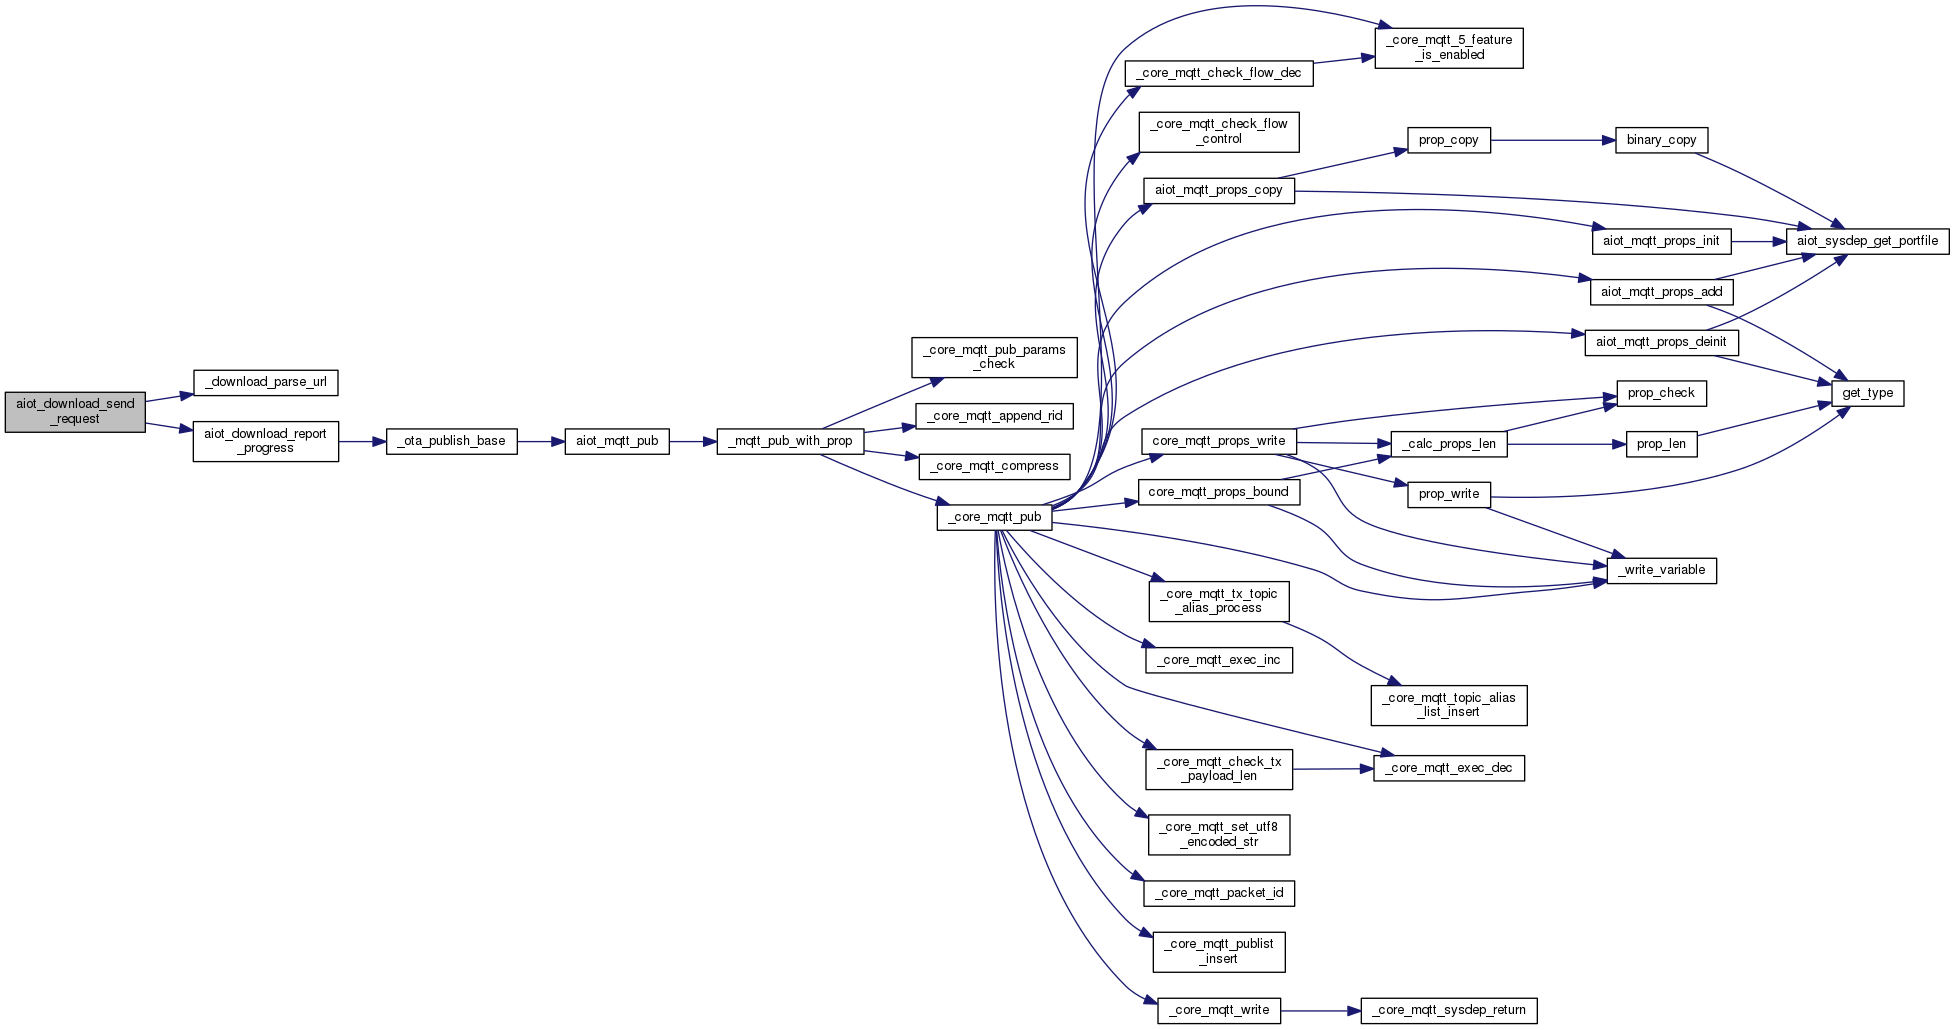 aiot_download_send
_request
_download_parse_url
aiot_download_report
_progress
_ota_publish_base
aiot_mqtt_pub
_mqtt_pub_with_prop
_core_mqtt_pub_params
_check
_core_mqtt_append_rid
_core_mqtt_compress
_core_mqtt_pub
_core_mqtt_5_feature
_is_enabled
_core_mqtt_check_flow_dec
_core_mqtt_check_flow
_control
aiot_mqtt_props_copy
prop_copy
binary_copy
aiot_mqtt_props_init
aiot_sysdep_get_portfile
aiot_mqtt_props_add
aiot_mqtt_props_deinit
get_type
prop_check
core_mqtt_props_write
_calc_props_len
prop_len
core_mqtt_props_bound
prop_write
_write_variable
_core_mqtt_tx_topic
_alias_process
_core_mqtt_exec_inc
_core_mqtt_topic_alias
_list_insert
_core_mqtt_check_tx
_payload_len
_core_mqtt_exec_dec
_core_mqtt_set_utf8
_encoded_str
_core_mqtt_packet_id
_core_mqtt_publist
_insert
_core_mqtt_write
_core_mqtt_sysdep_return